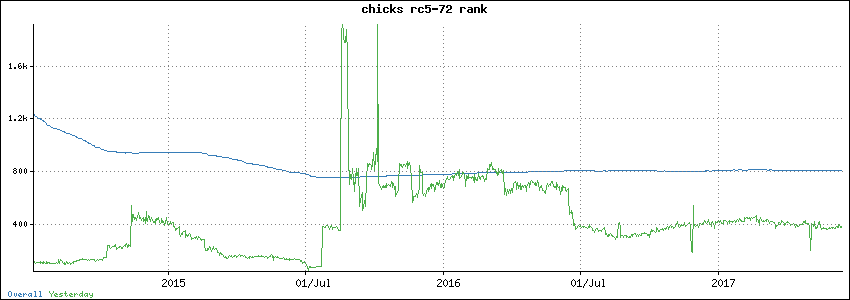 chicks rc5-72 rank
1.6k
1.2k
800
400
2015 01/Jul 2016 01/Jul 2017
Overall Yesterday